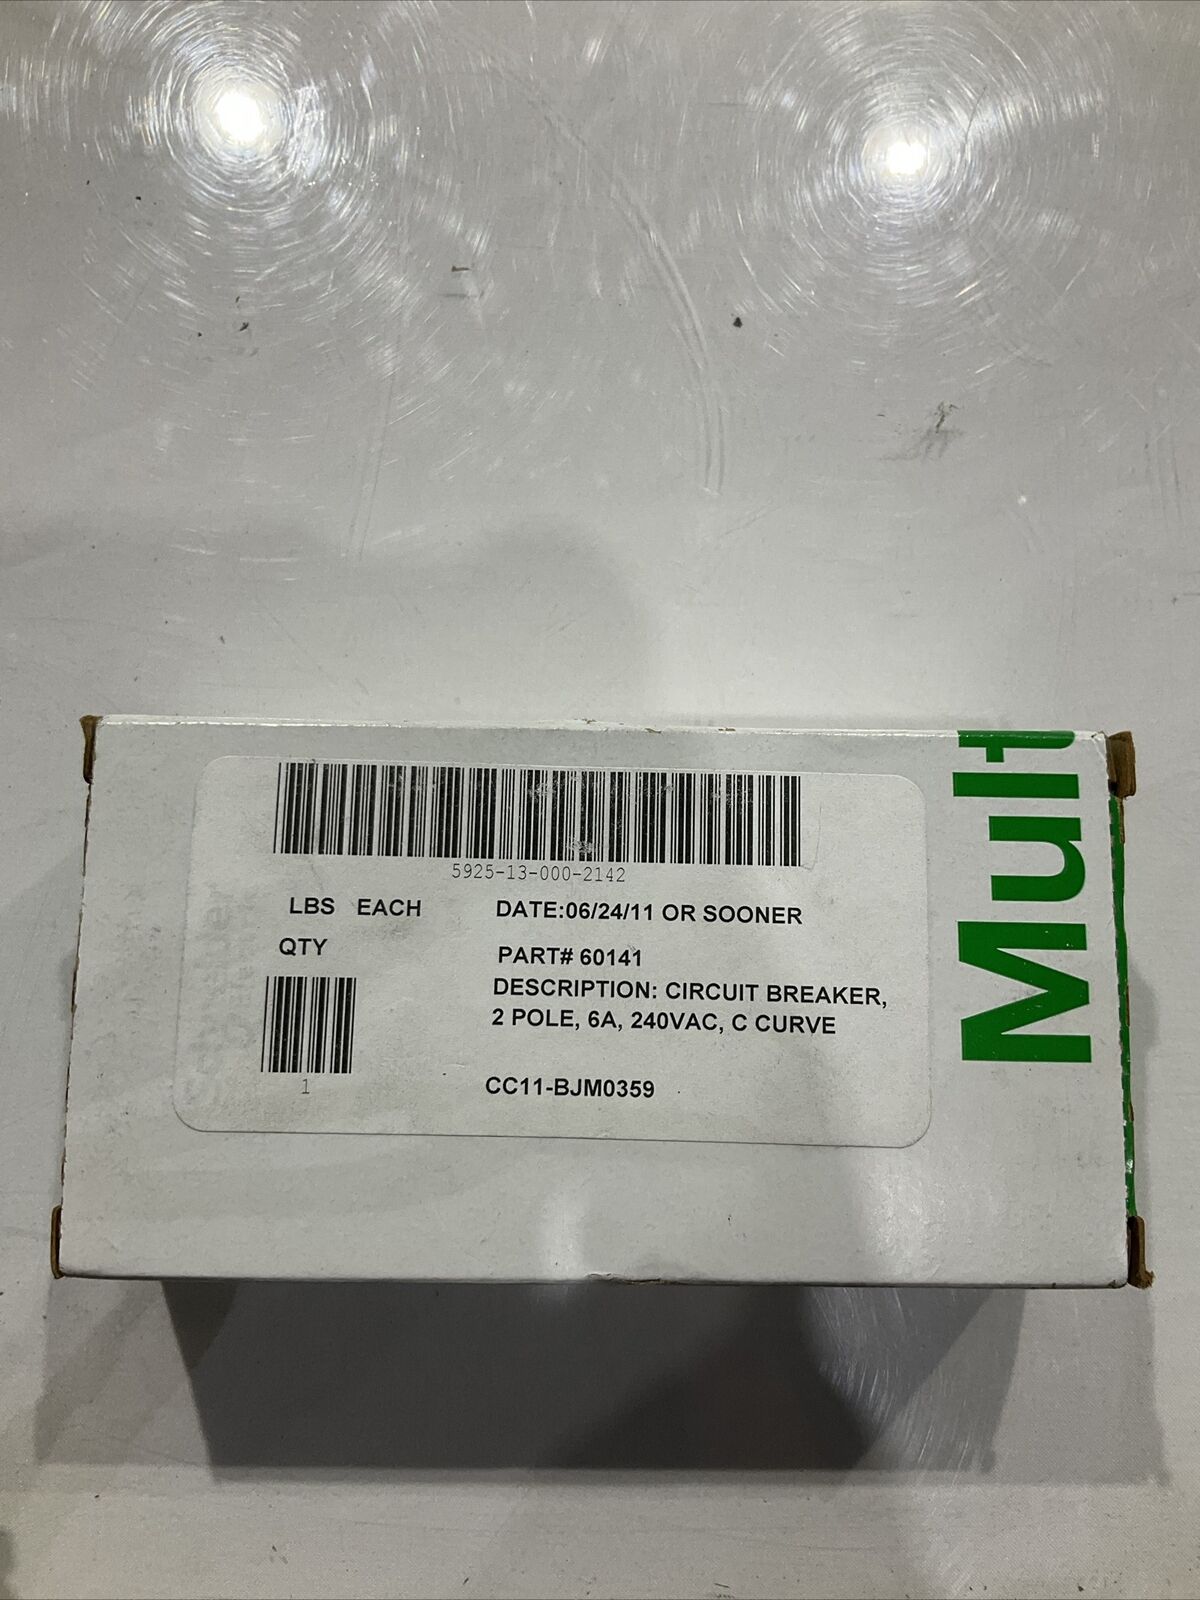 5925-13-000-2142
LBS EACH
DATE:06/24/11 OR SOONER
QTY
PART# 60141
DESCRIPTION: CIRCUIT BREAKER,
2 POLE, 6A, 240VAC, C CURVE
1
CC11-BJM0359
Mult